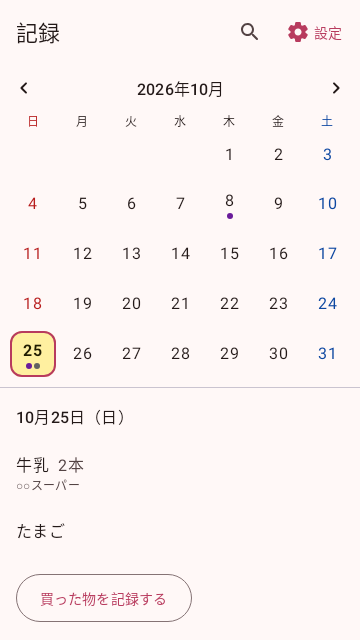 記録
設定
2026年10月
日 月 火 水 木 金 土
1 2 3
4 5 6 7 8 9 10
11 12 13 14 15 16 17
18 19 20 21 22 23 24
25 26 27 28 29 30 31
10月25日（日）
牛乳 2本
○○スーパー
たまご
買った物を記録する